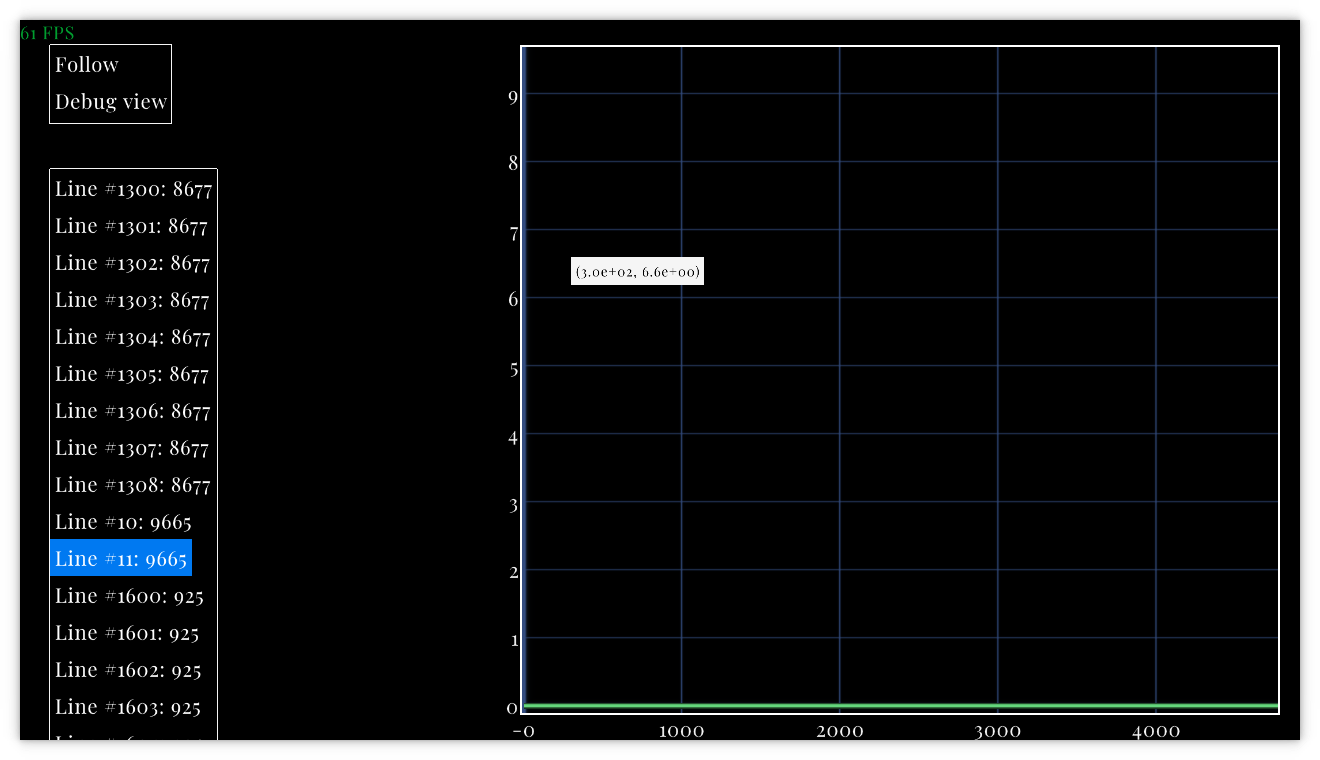 61 FPS
Follow
Debug view
Line #1300: 8677
Line #1301: 8677
Line #1302: 8677
Line #1303: 8677
Line #1304: 8677
Line #1305: 8677
Line #1306: 8677
Line #1307: 8677
Line #1308: 8677
Line #10: 9665
Line #11: 9665
Line #1600: 925
Line #1601: 925
Line #1602: 925
Line #1603: 925
9
8
7
(3.0e+02, 6.6e+00)
6
5
4
3
2
1
0
-0 1000 2000 3000 4000